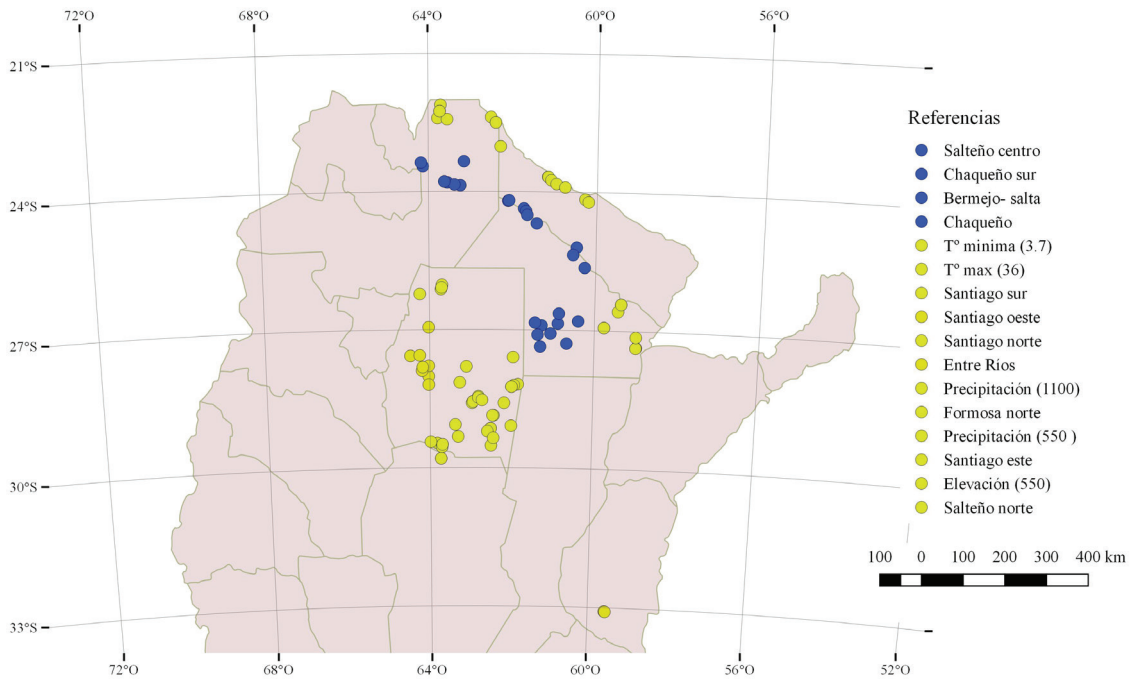 72°O 68°O 64°O 60°O 56°O
21°S
24°S
27°S
30°S
33°S
Referencias
Salteño centro
Chaqueño sur
Bermejo- salta
Chaqueño
Tº minima (3.7)
Tº max (36)
Santiago sur
Santiago oeste
Santiago norte
Entre Rios
Precipitación (1100)
Formosa norte
Precipitación (550 )
Santiago este
Elevación (550)
Salteño norte
100 0 100 200 300 400 km
72°O 68°O 64°O 60°O 56°O 52°O